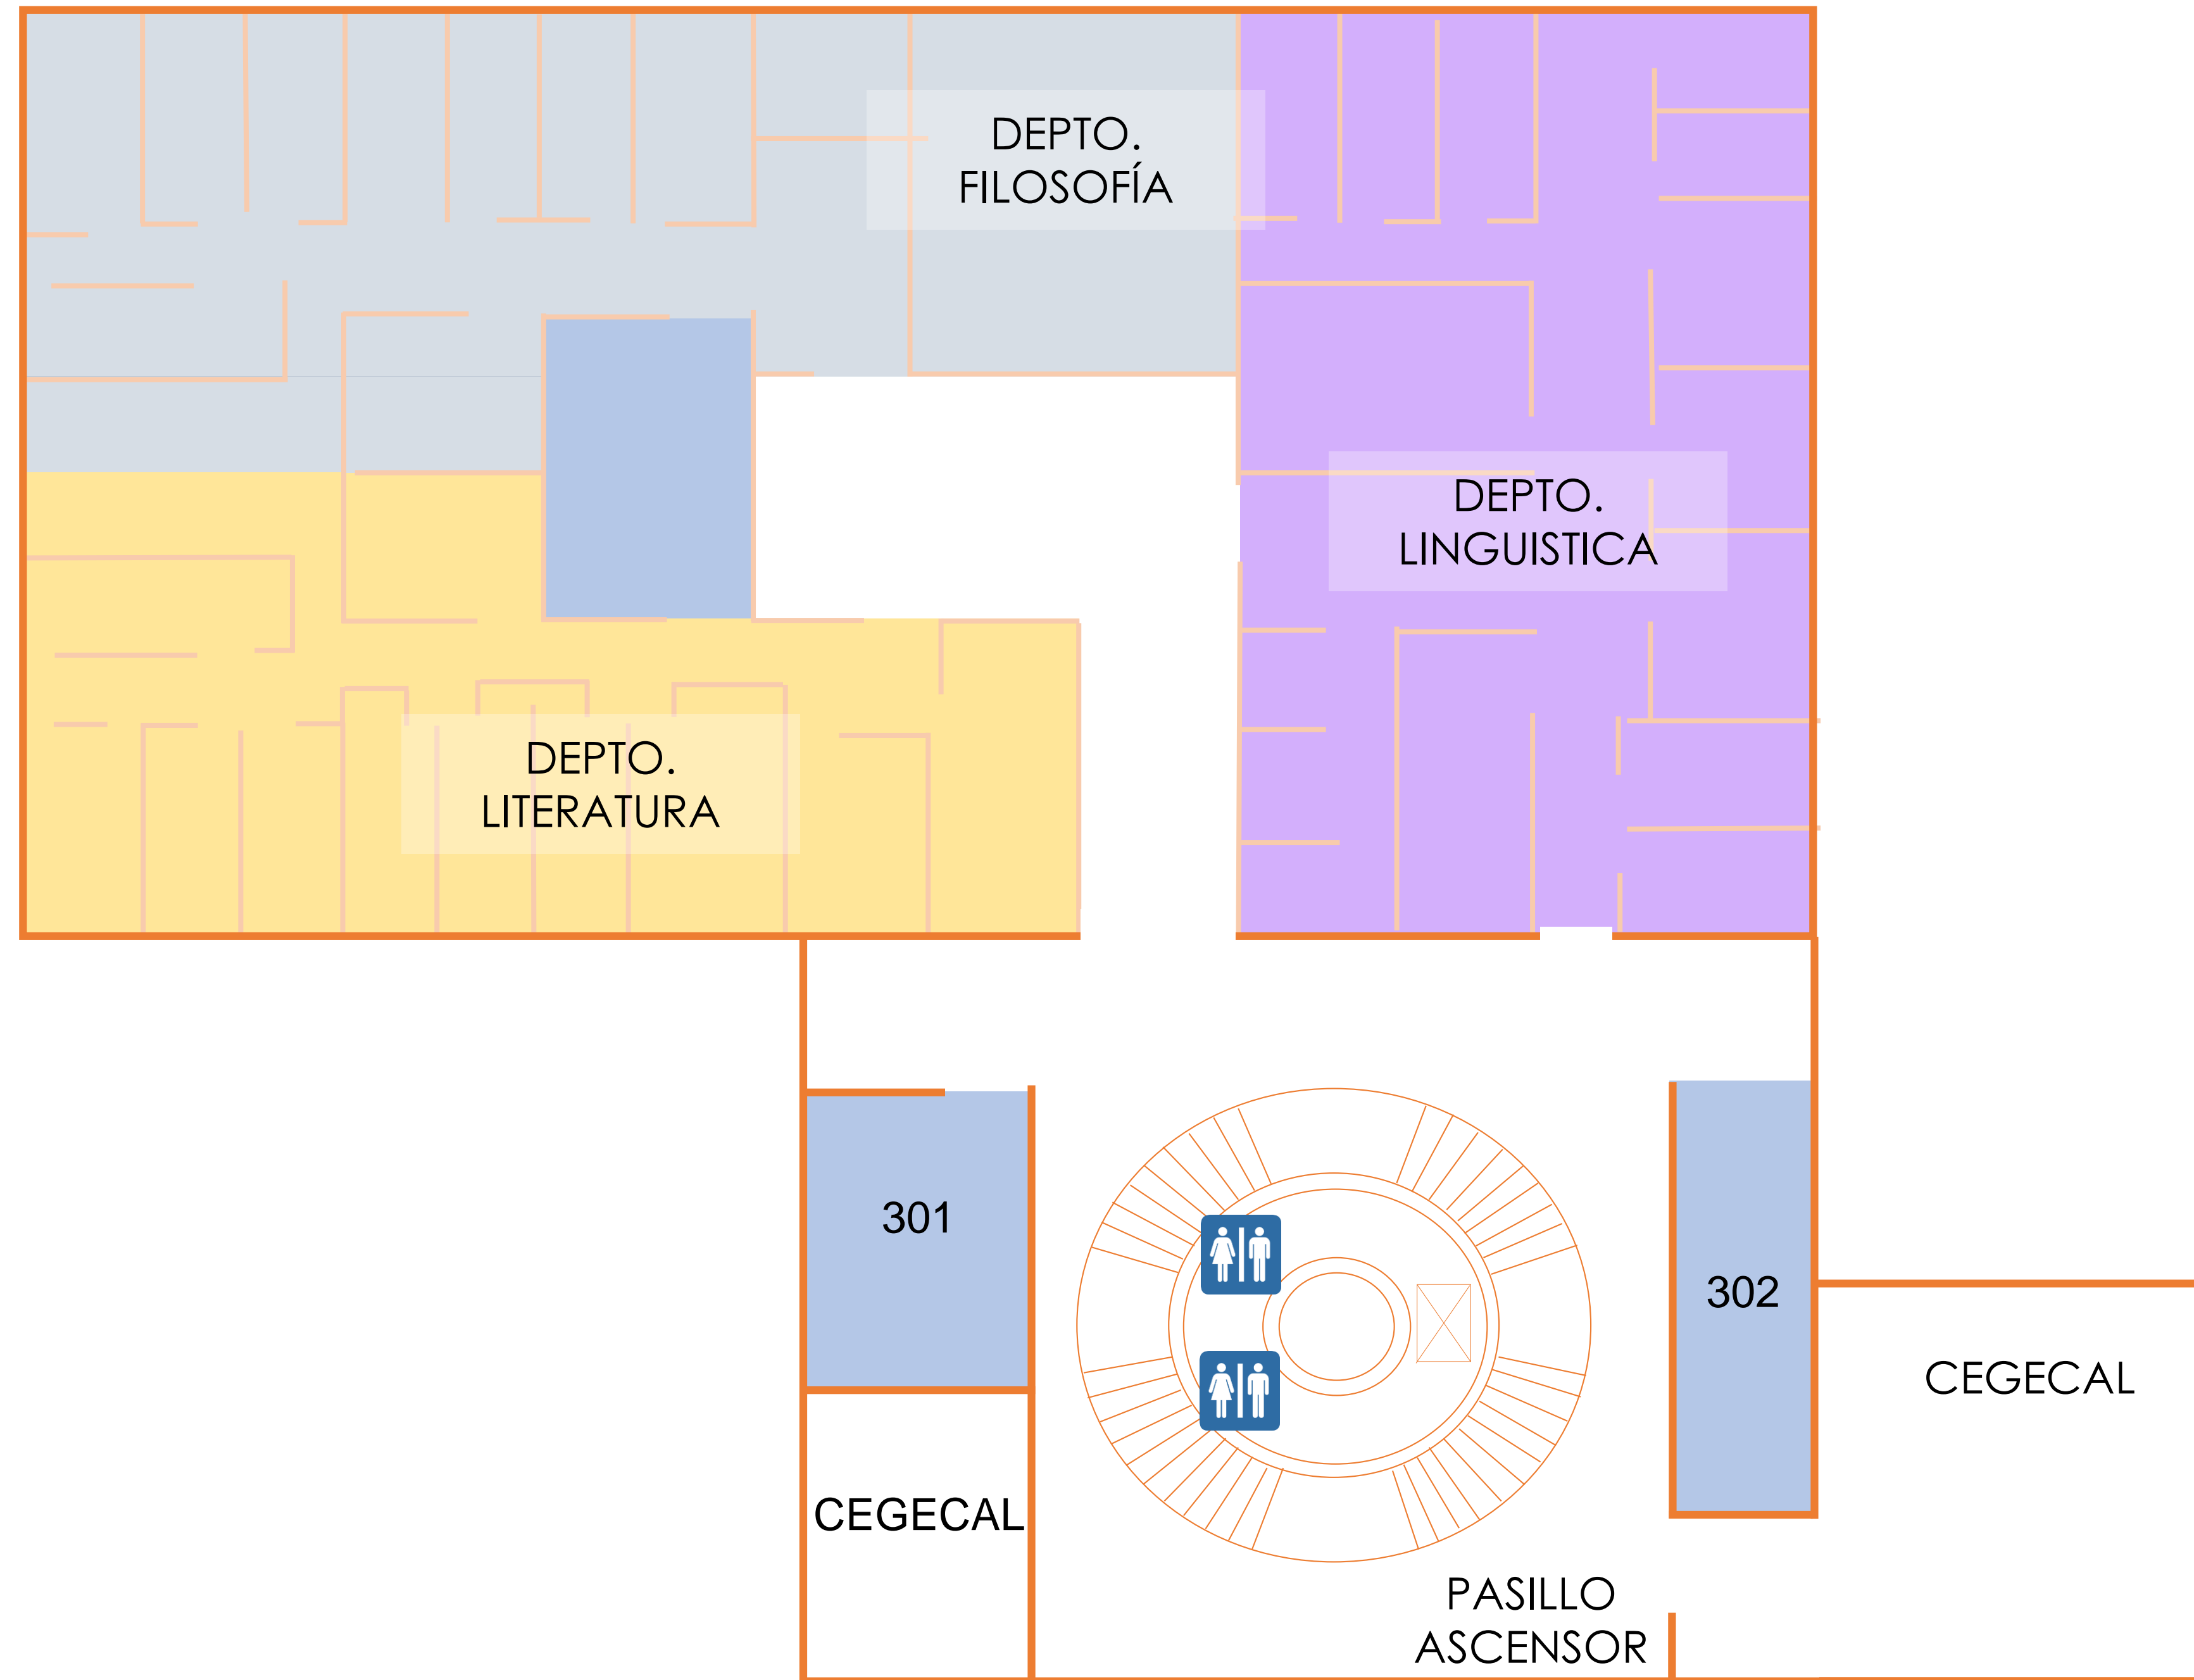 DEPTO.
FILOSOFÍA
DEPTO.
LINGUISTICA
DEPTO.
LITERATURA
301
302
CEGECAL
CEGECAL
PASILLO
ASCENSOR